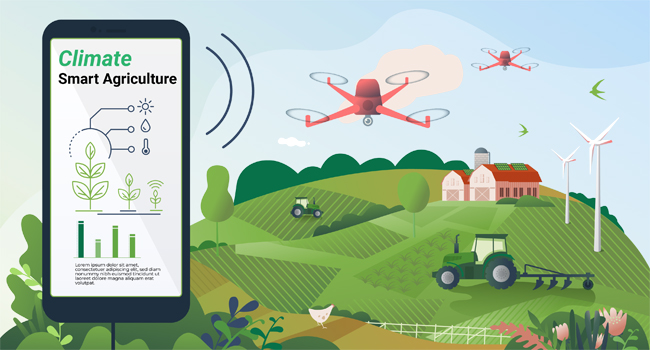 Climate
Smart Agriculture
Lorem ipsum dolor sit amet,
consectetuer adipiscing elit, sed diam
nonummy nibh euismod tincidunt ut
laoreet dolore magna aliquam erat
volutpat.